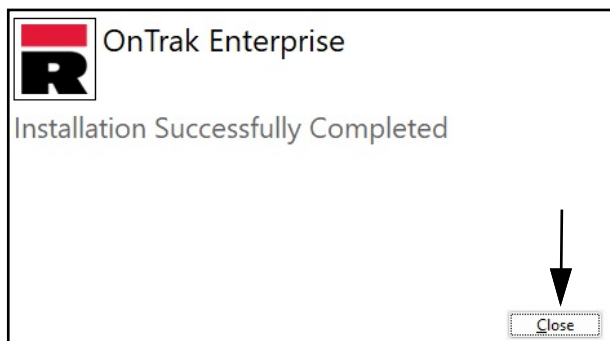 R
OnTrak Enterprise
Installation Successfully Completed
Close